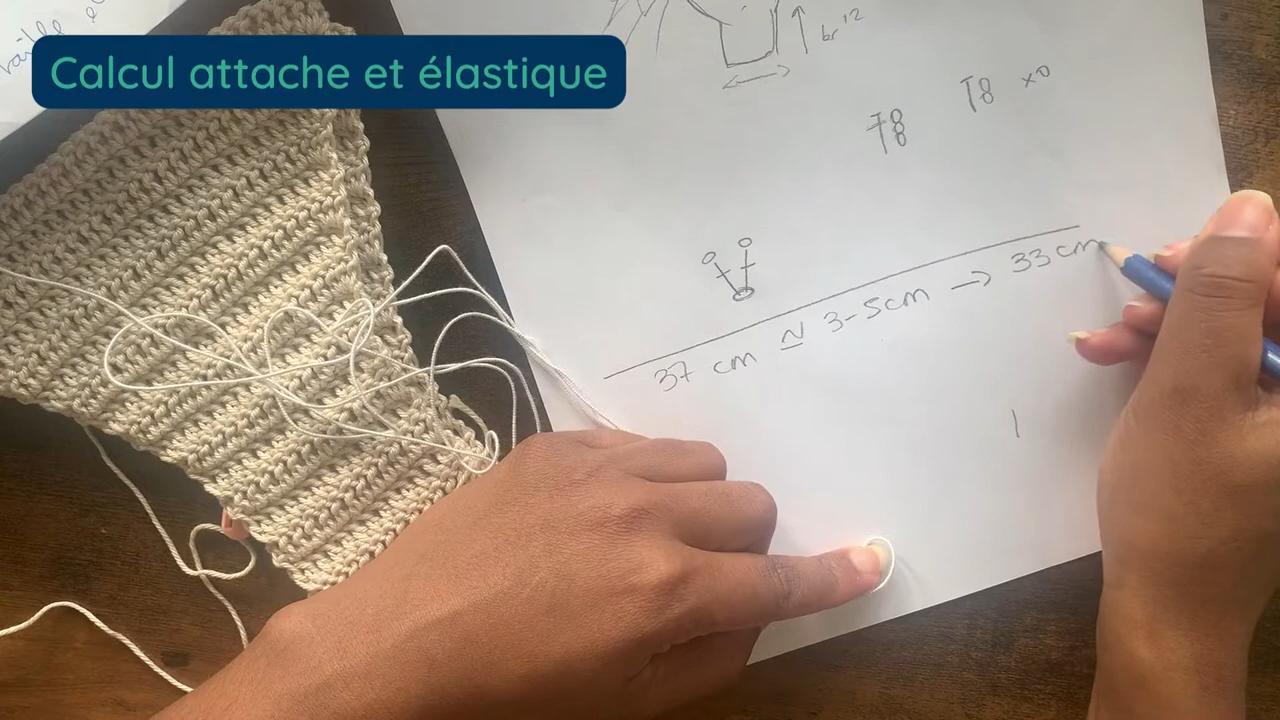 Calcul attache et élastique
br 12
T8
T8 x0
37 cm ≃ 3-5cm → 33 cm